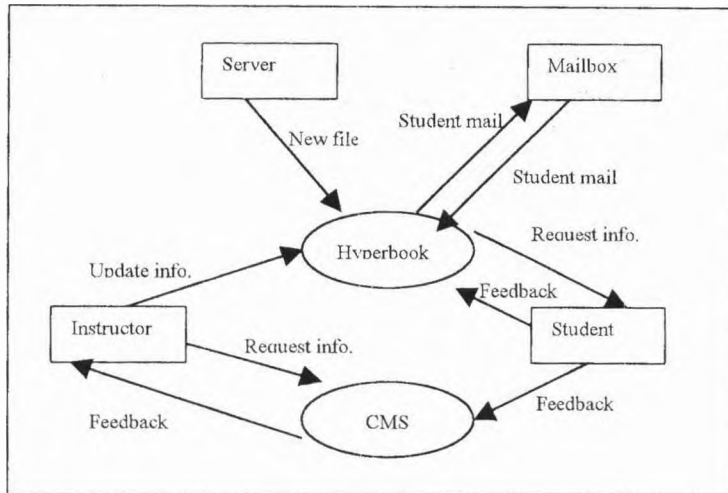 Server
Mailbox
Student mail
New file
Student mail
Request info.
Hyperbook
Update info.
Feedback
Instructor
Student
Request info.
Feedback
Feedback
CMS